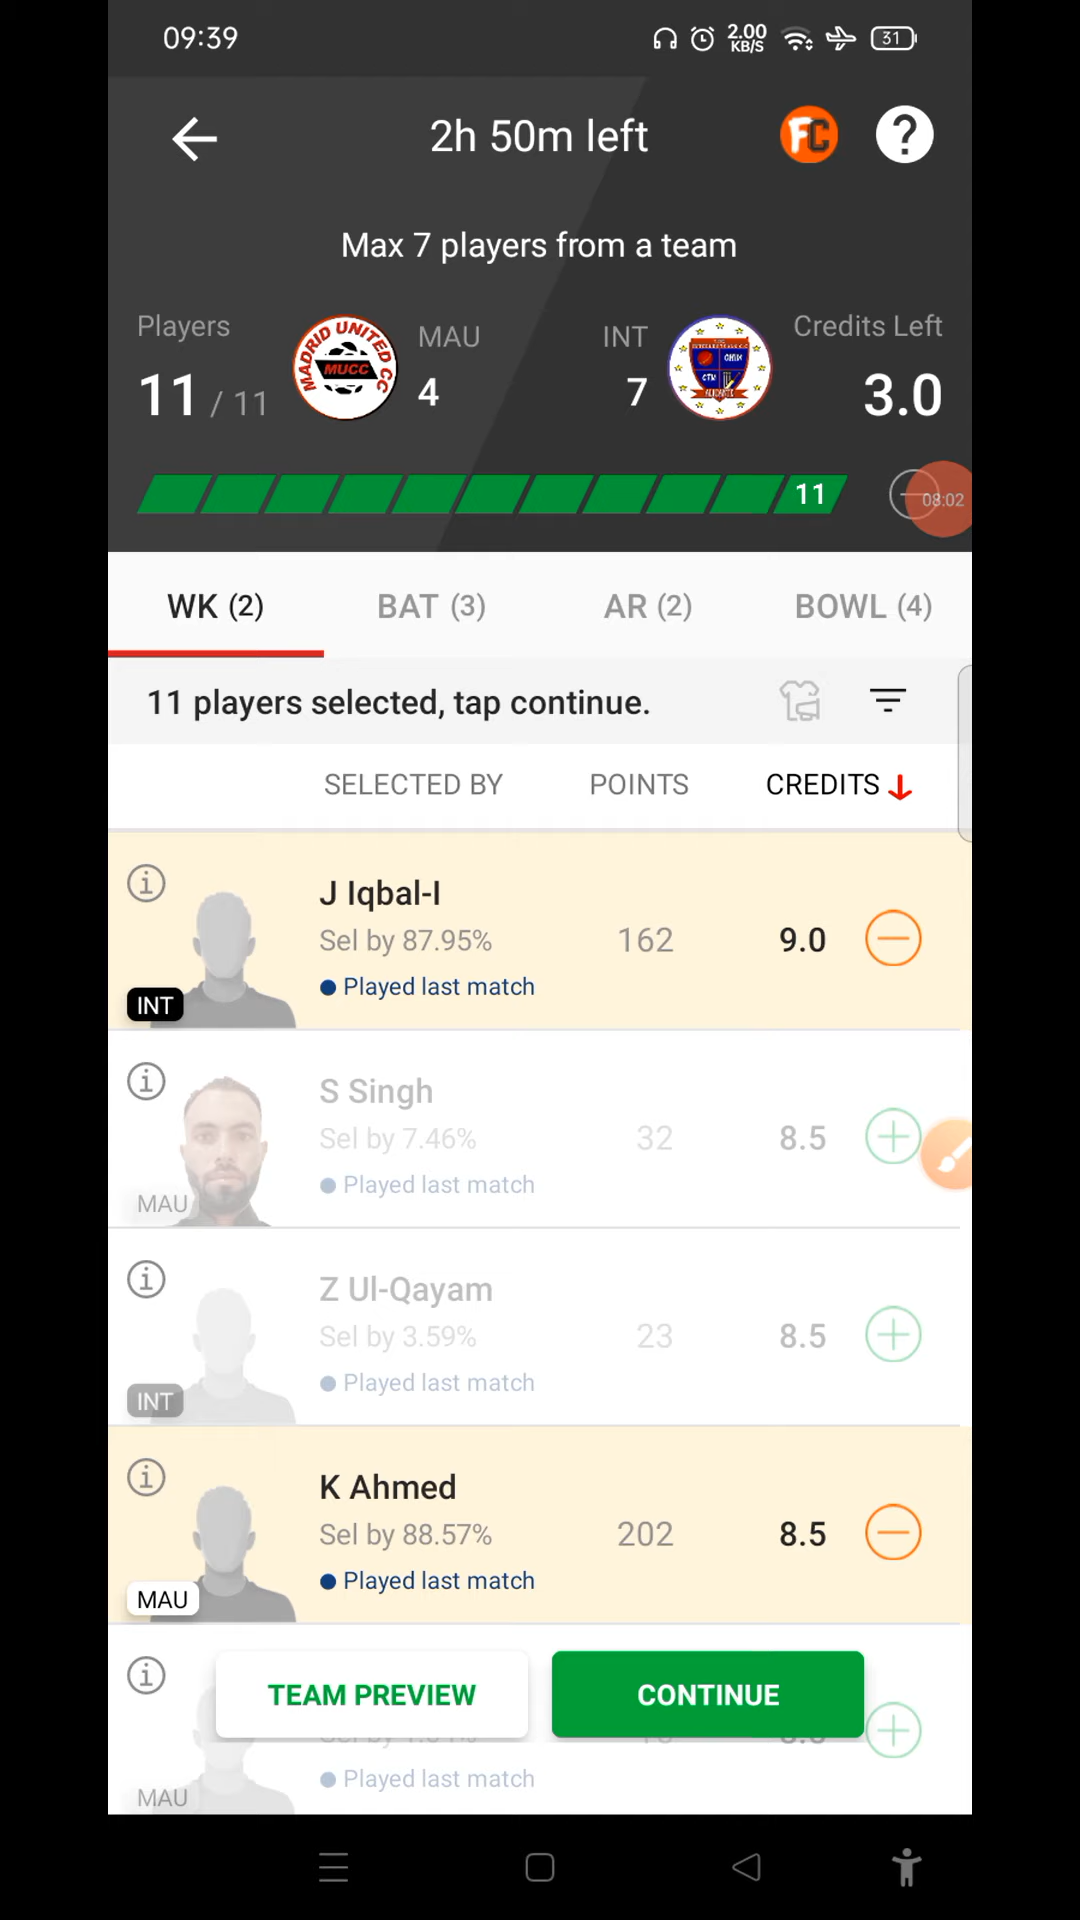 09:39
2.00
KB/S
31
2h 50m left
FC
?
Max 7 players from a team
Players
11 / 11
MADRID UNITED CC
MUCC
MAU
4
INT
7
Credits Left
3.0
11
08:02
WK (2)
BAT (3)
AR (2)
BOWL (4)
11 players selected, tap continue.
SELECTED BY
POINTS
CREDITS
J Iqbal-I
Sel by 87.95%
162
9.0
Played last match
INT
S Singh
Sel by 7.46%
32
8.5
Played last match
MAU
Z Ul-Qayam
Sel by 3.59%
23
8.5
Played last match
INT
K Ahmed
Sel by 88.57%
202
8.5
Played last match
MAU
TEAM PREVIEW
CONTINUE
Played last match
MAU